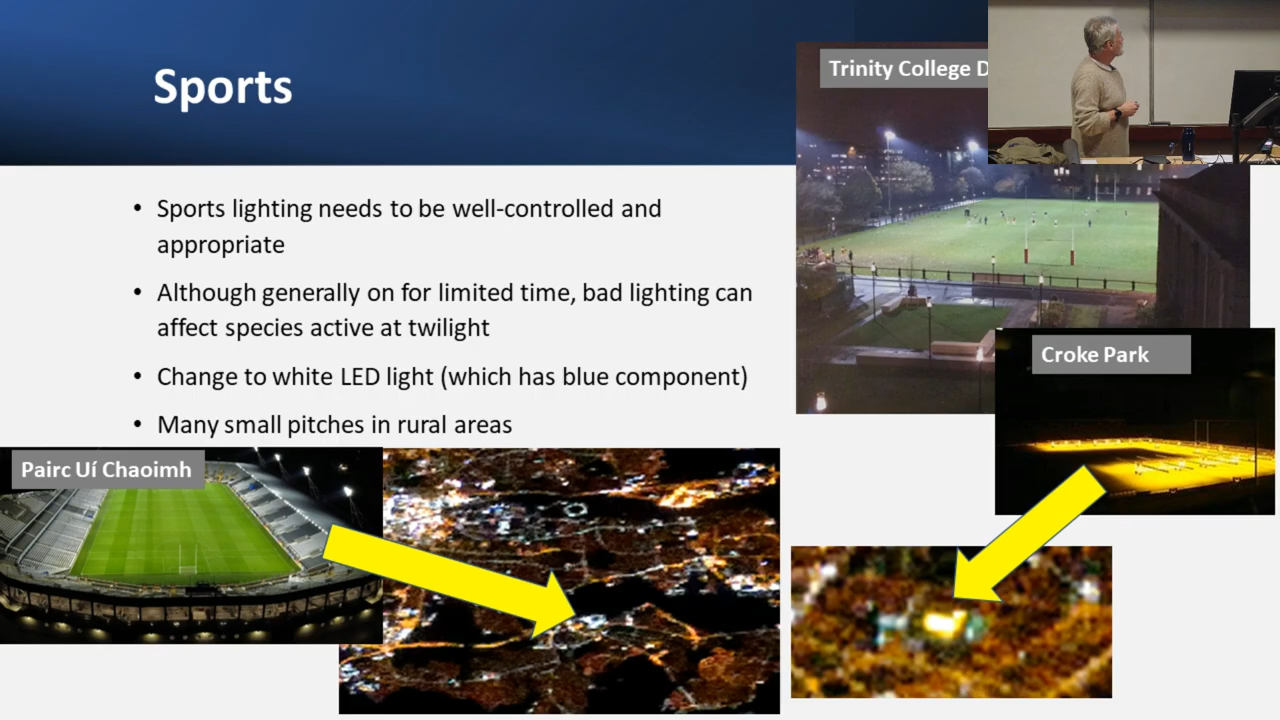 Sports
Trinity College D
• Sports lighting needs to be well-controlled and
appropriate
• Although generally on for limited time, bad lighting can
affect species active at twilight
• Change to white LED light (which has blue component)
• Many small pitches in rural areas
Croke Park
Pairc Uí Chaoimh